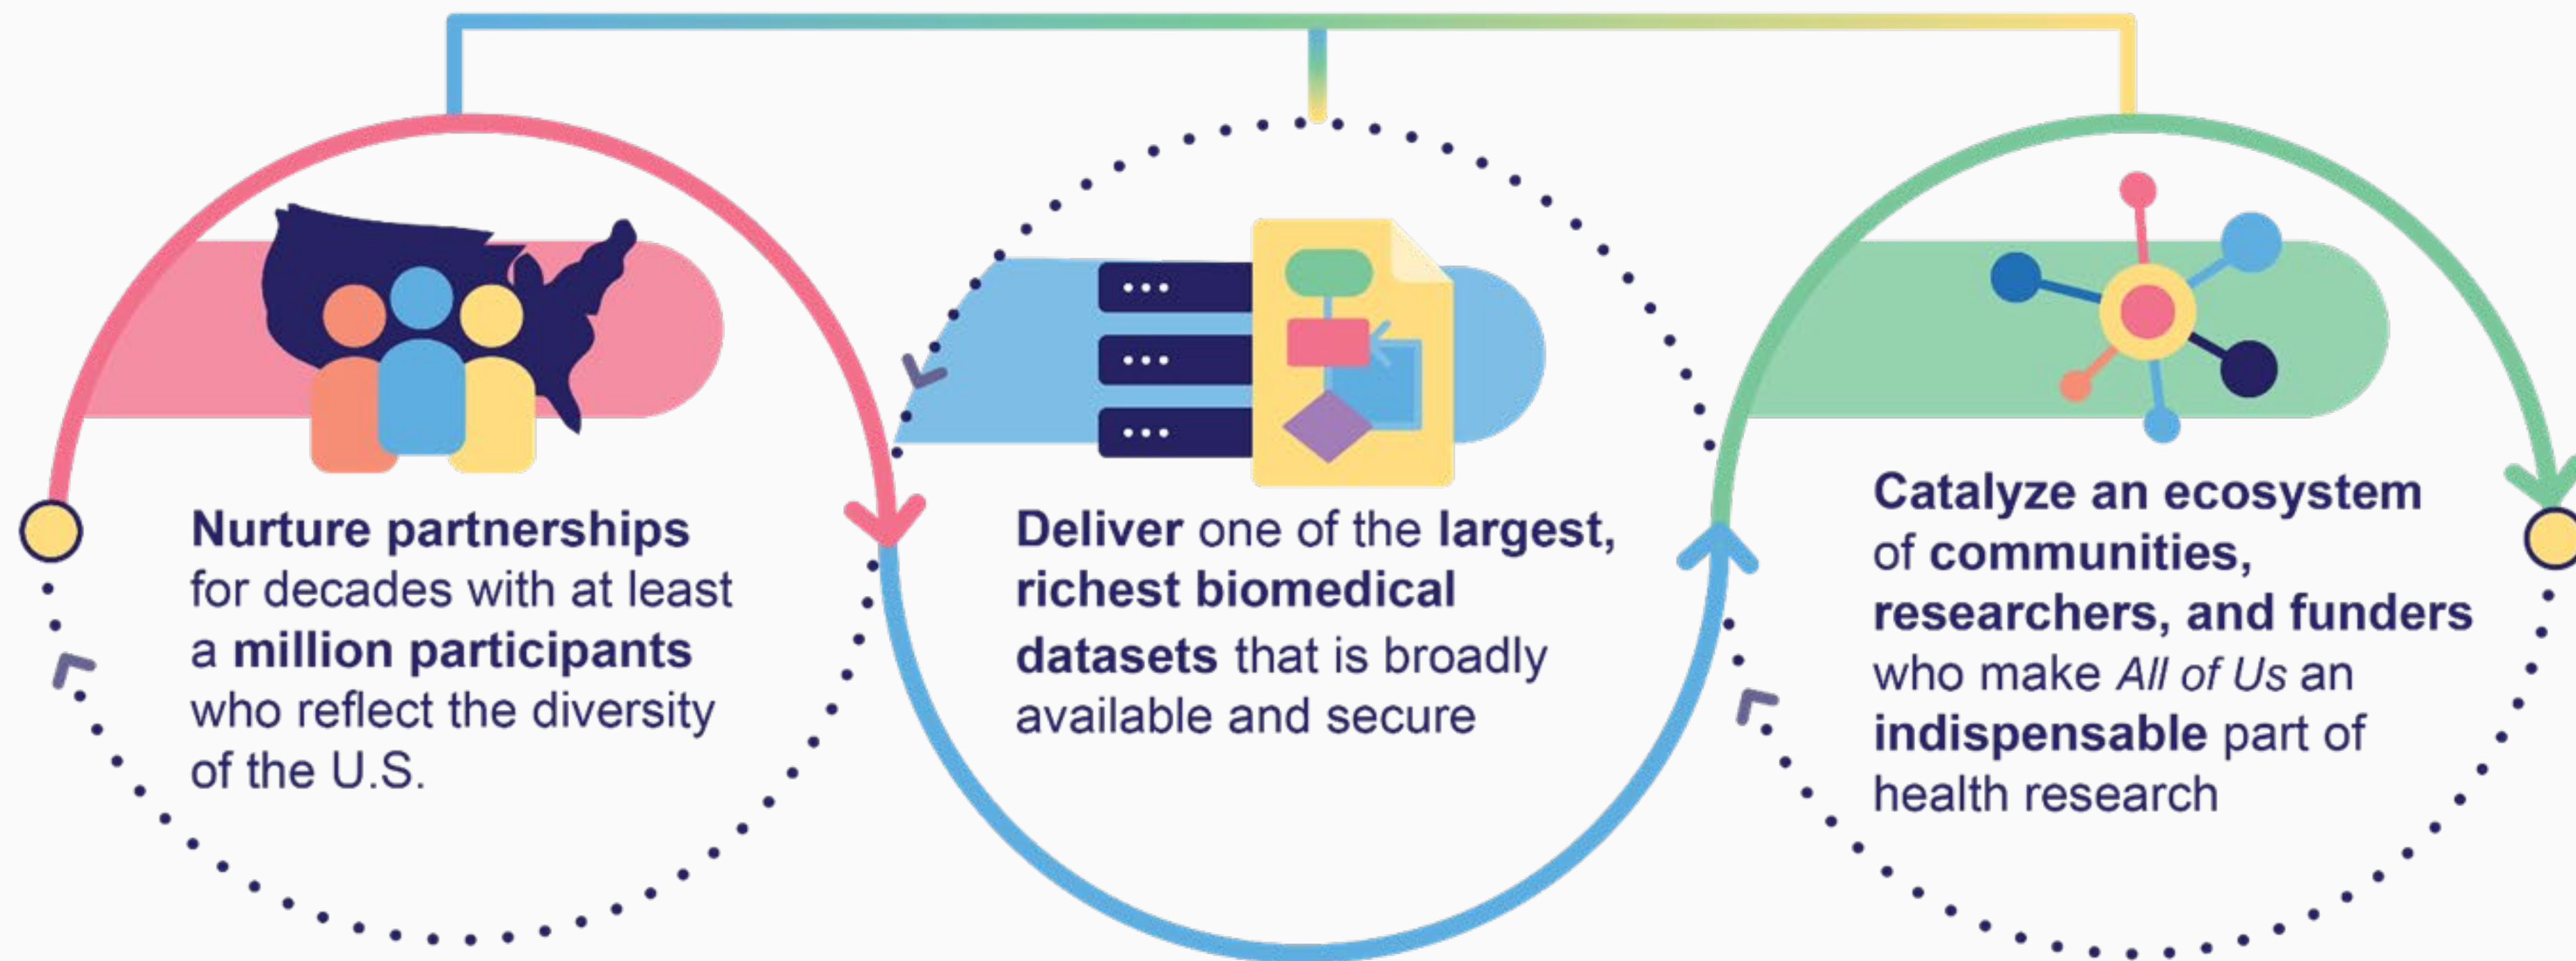 Nurture partnerships
for decades with at least
a million participants
who reflect the diversity
of the U.S.
Deliver one of the largest,
richest biomedical
datasets that is broadly
available and secure
Catalyze an ecosystem
of communities,
researchers, and funders
who make All of Us an
indispensable part of
health research